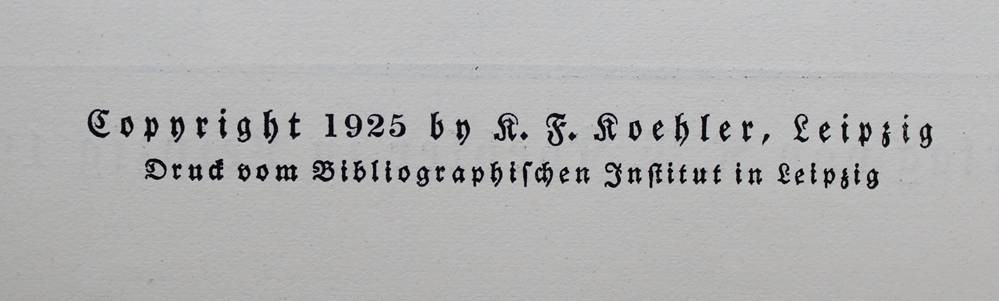 Copyright 1925 by K. F. Koehler, Leipzig
Druck vom Bibliographiſchen Inſtitut in Leipzig